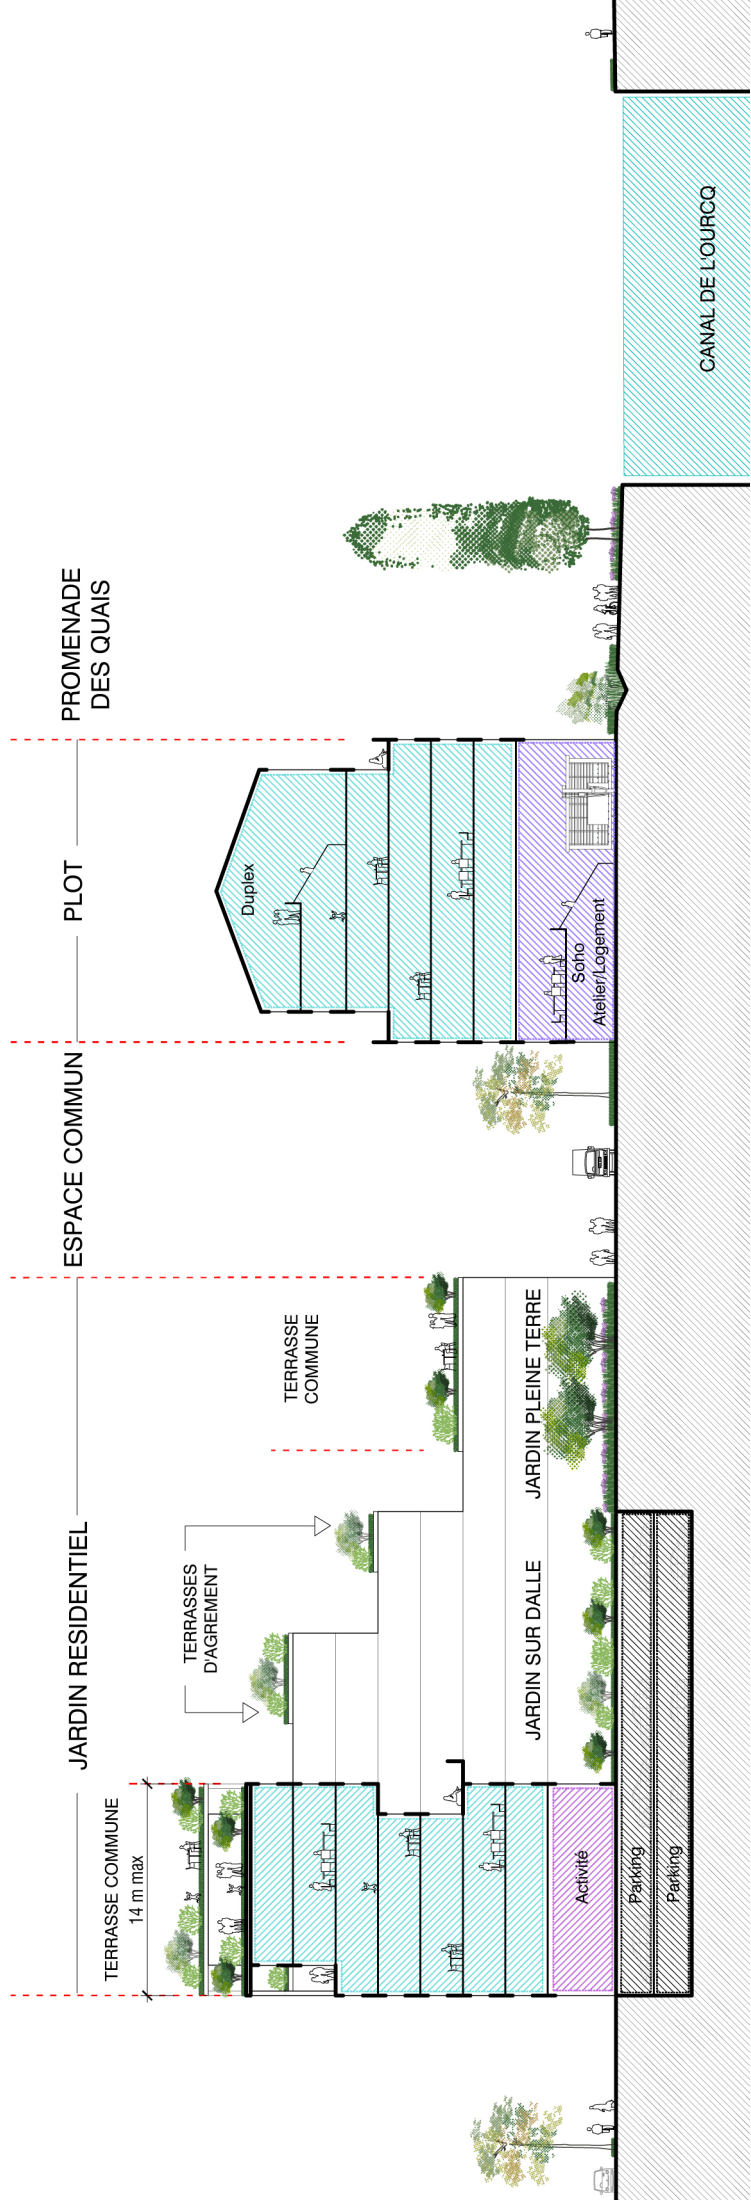 JARDIN RESIDENTIEL
ESPACE COMMUN
PLOT
PROMENADE
DES QUAIS
TERRASSE COMMUNE
14 m max
TERRASSES
D'AGREMENT
TERRASSE
COMMUNE
Duplex
JARDIN SUR DALLE
JARDIN PLEINE TERRE
Soho
Atelier/Logement
Activité
Parking
Parking
CANAL DE L'OURCQ